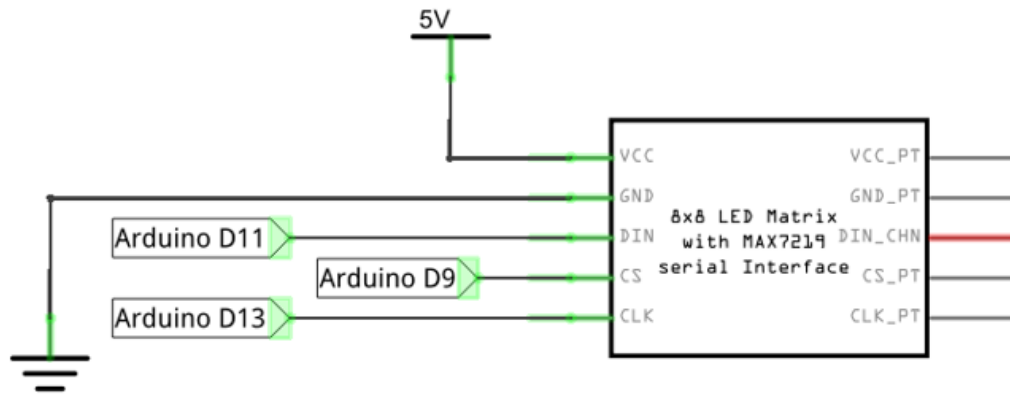 5V
VCC
VCC_PT
GND
GND_PT
8x8 LED Matrix
Arduino D11
DIN
with MAX7219
DIN_CHN
serial Interface
Arduino D9
CS
CS_PT
Arduino D13
CLK
CLK_PT